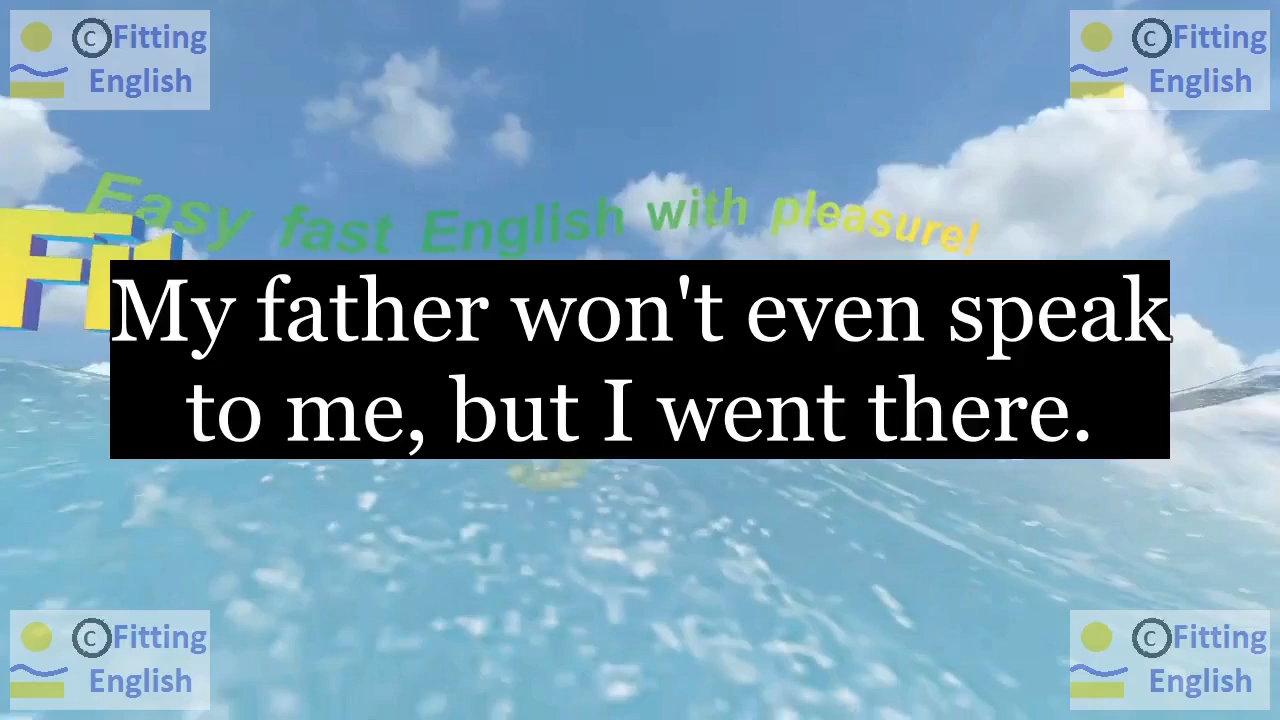 ©Fitting
English
©Fitting
English
Easy fast English with pleasure!
Fit
My father won't even speak
to me, but I went there.
©Fitting
English
©Fitting
English